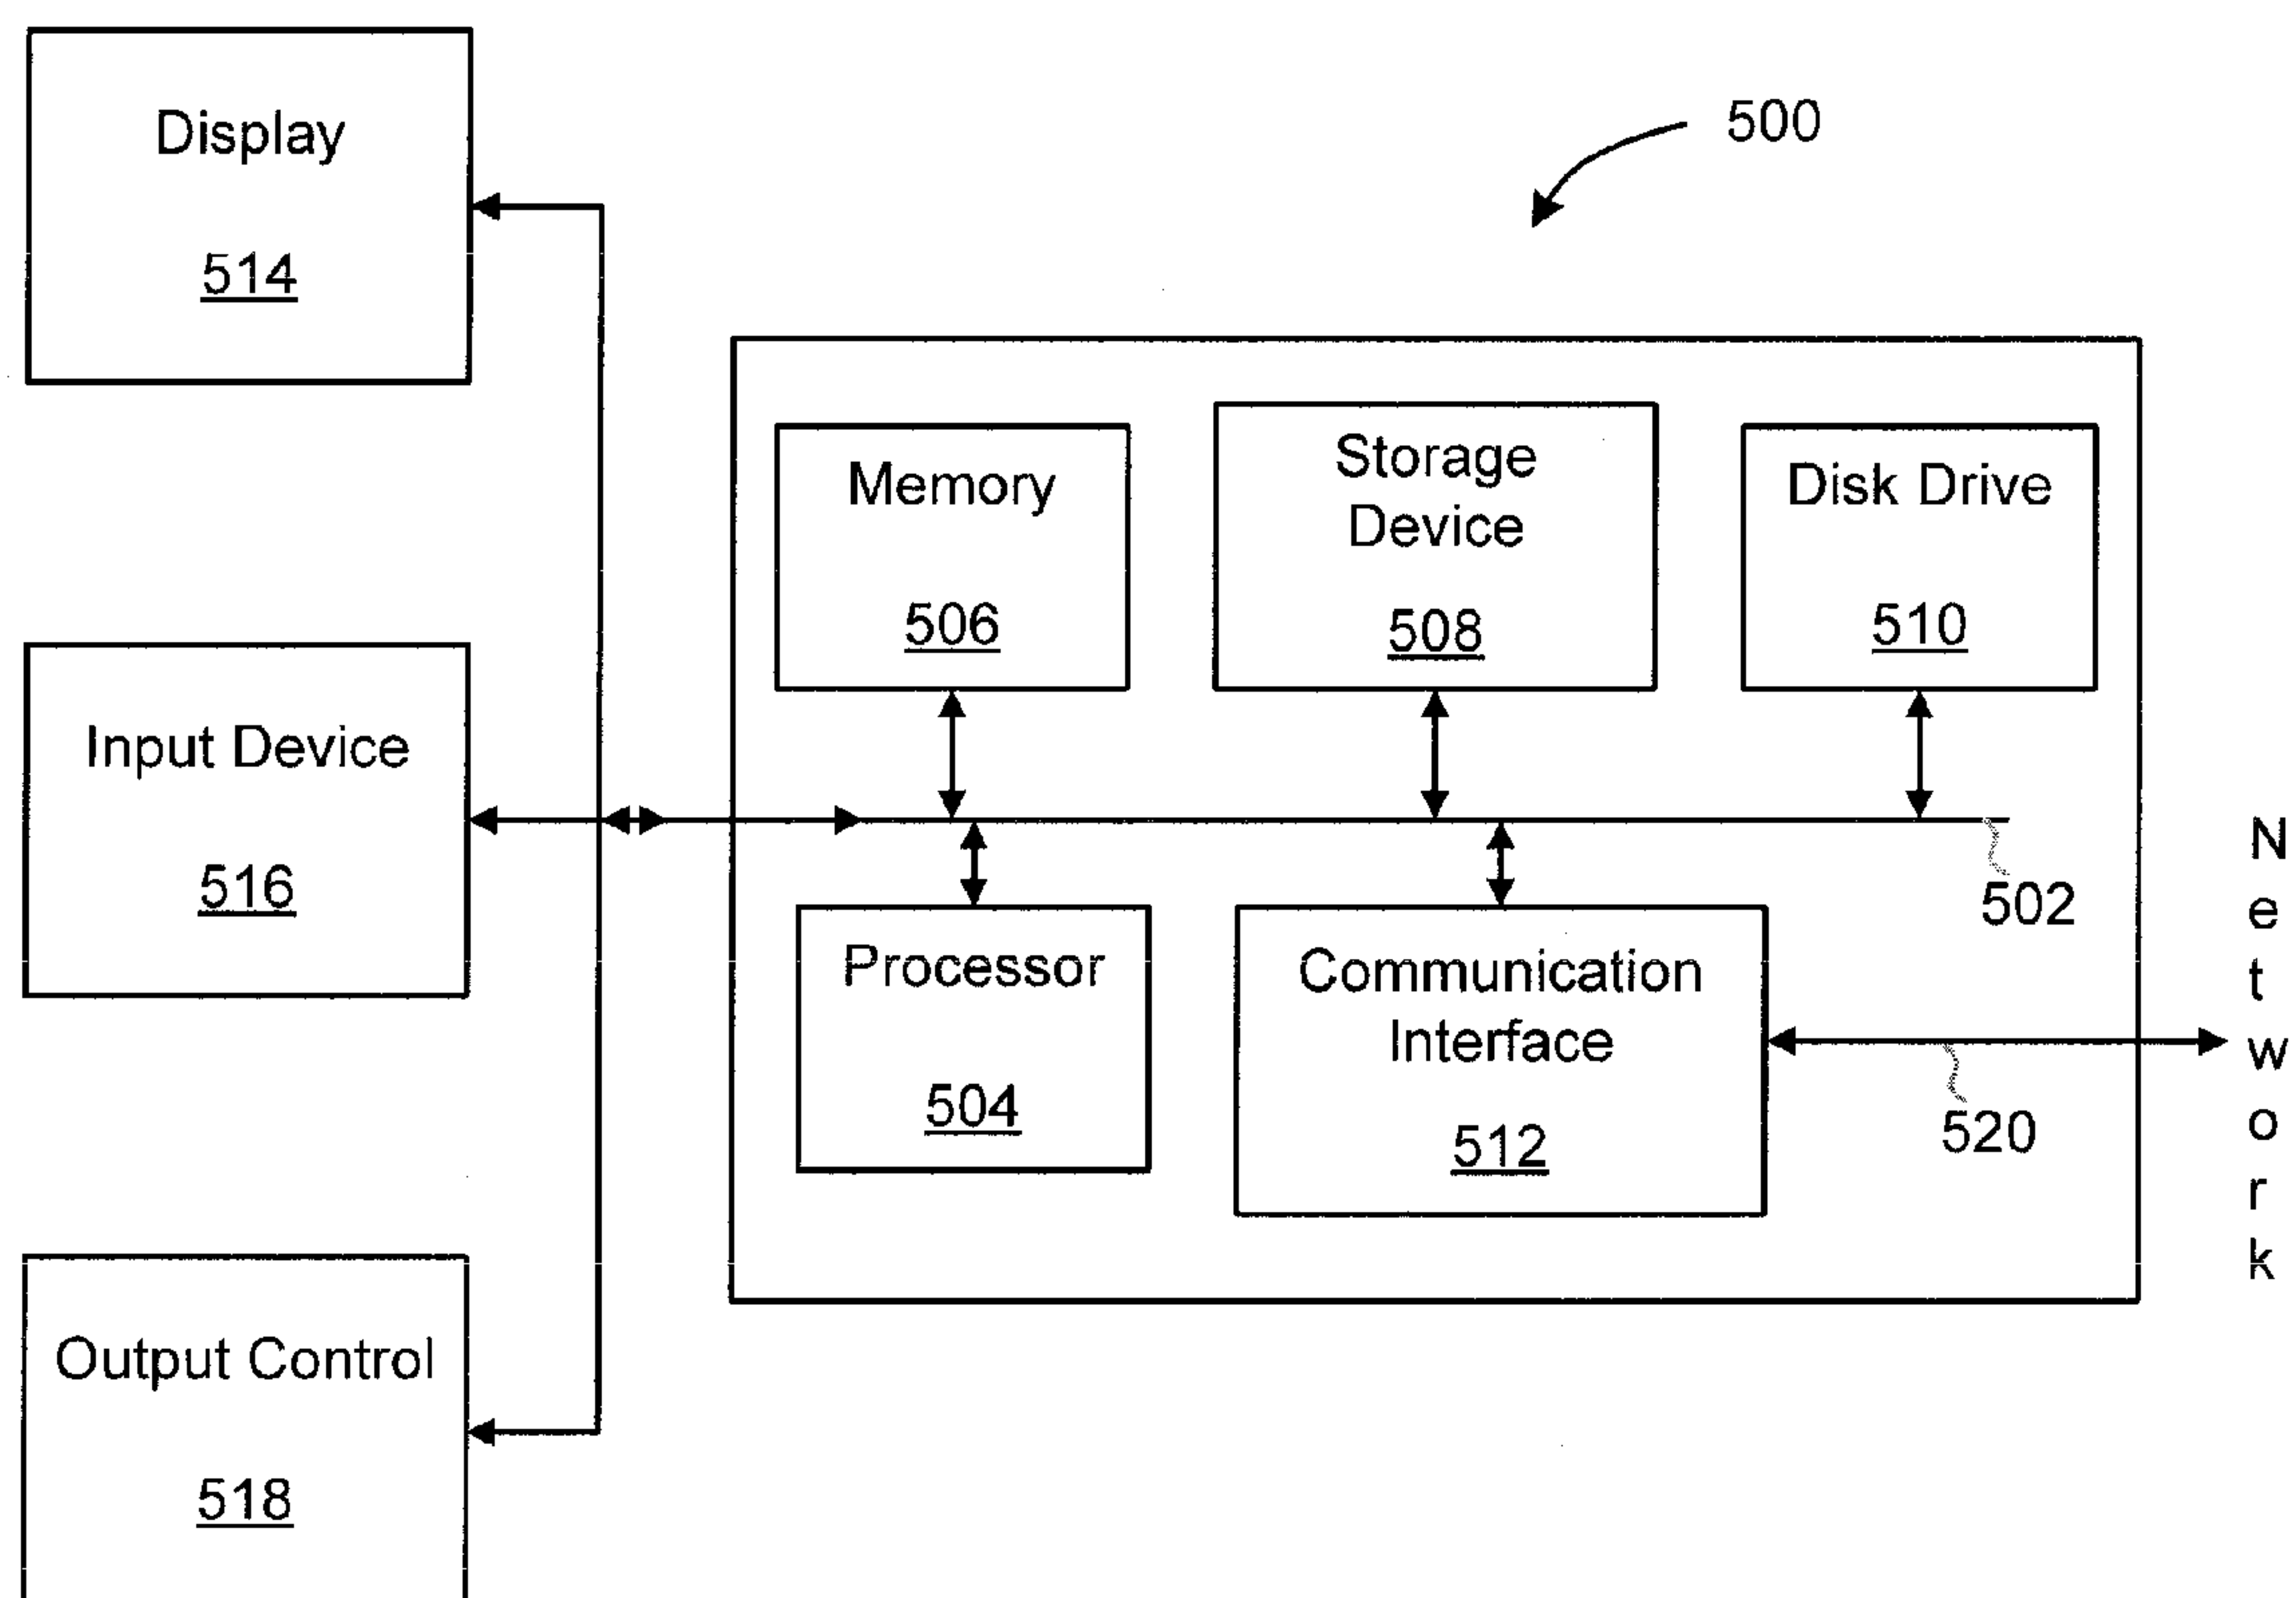 Display
514
500
Memory
506
Storage
Device
508
Disk Drive
510
Input Device
516
502
Processor
504
Communication
Interface
512
520
Network
Output Control
518